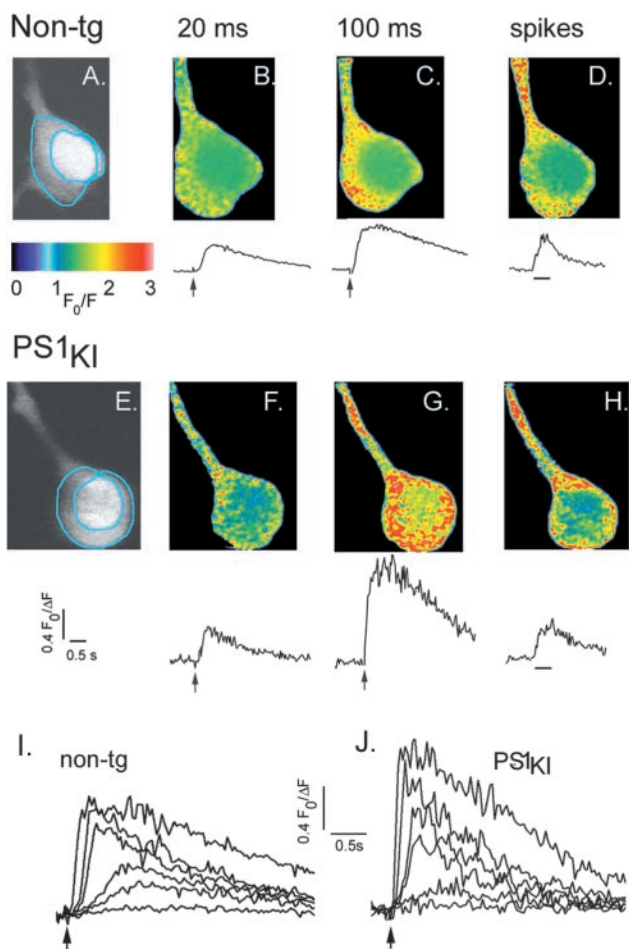 Non-tg 20 ms 100 ms spikes
A. B. C. D.
0 1 2 3
F0/F
PS1KI
E. F. G. H.
0.4 F0/ΔF
0.5 s
I. J.
non-tg PS1KI
0.4 F0/ΔF
0.5s